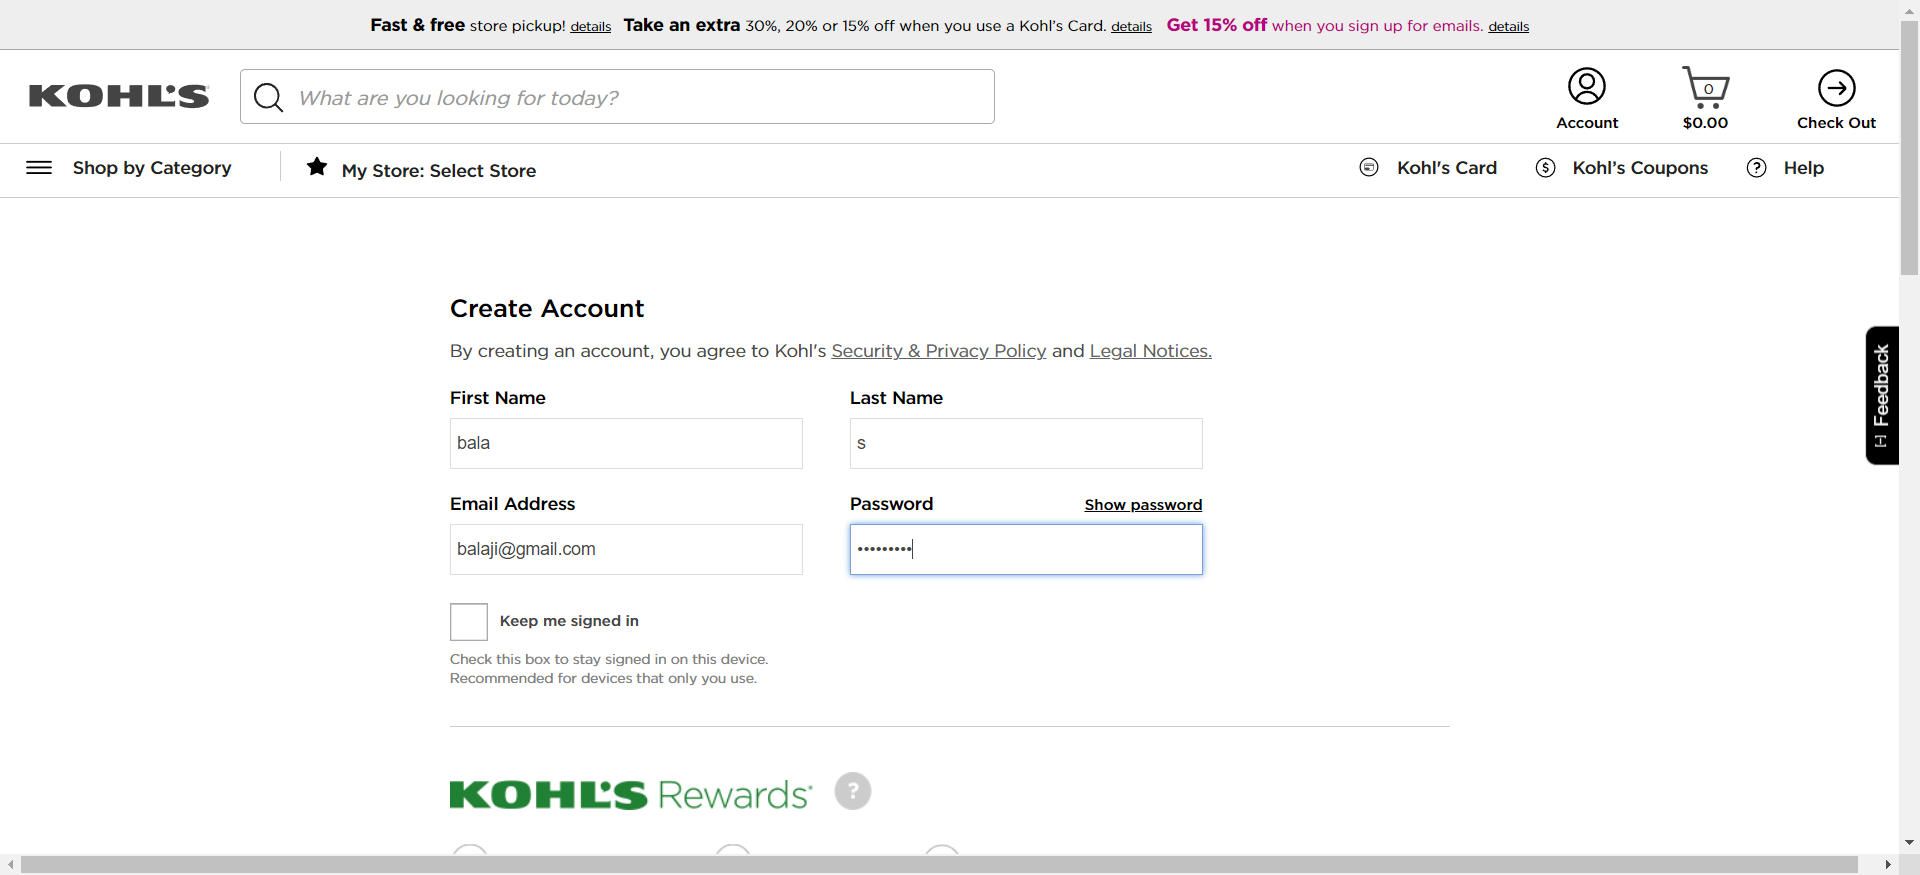 Fast & free store pickup! details Take an extra 30%, 20% or 15% off when you use a Kohl's Card. details Get 15% off when you sign up for emails. details
KOHL'S
What are you looking for today?
0
Account $0.00 Check Out
Shop by Category My Store: Select Store $ Kohl's Card Kohl's Coupons ? Help
Create Account
By creating an account, you agree to Kohl's Security & Privacy Policy and Legal Notices.
First Name Last Name
bala s
Email Address Password Show password
balaji@gmail.com •••••••••
Keep me signed in
Check this box to stay signed in on this device.
Recommended for devices that only you use.
KOHL'S Rewards ?
[-] Feedback